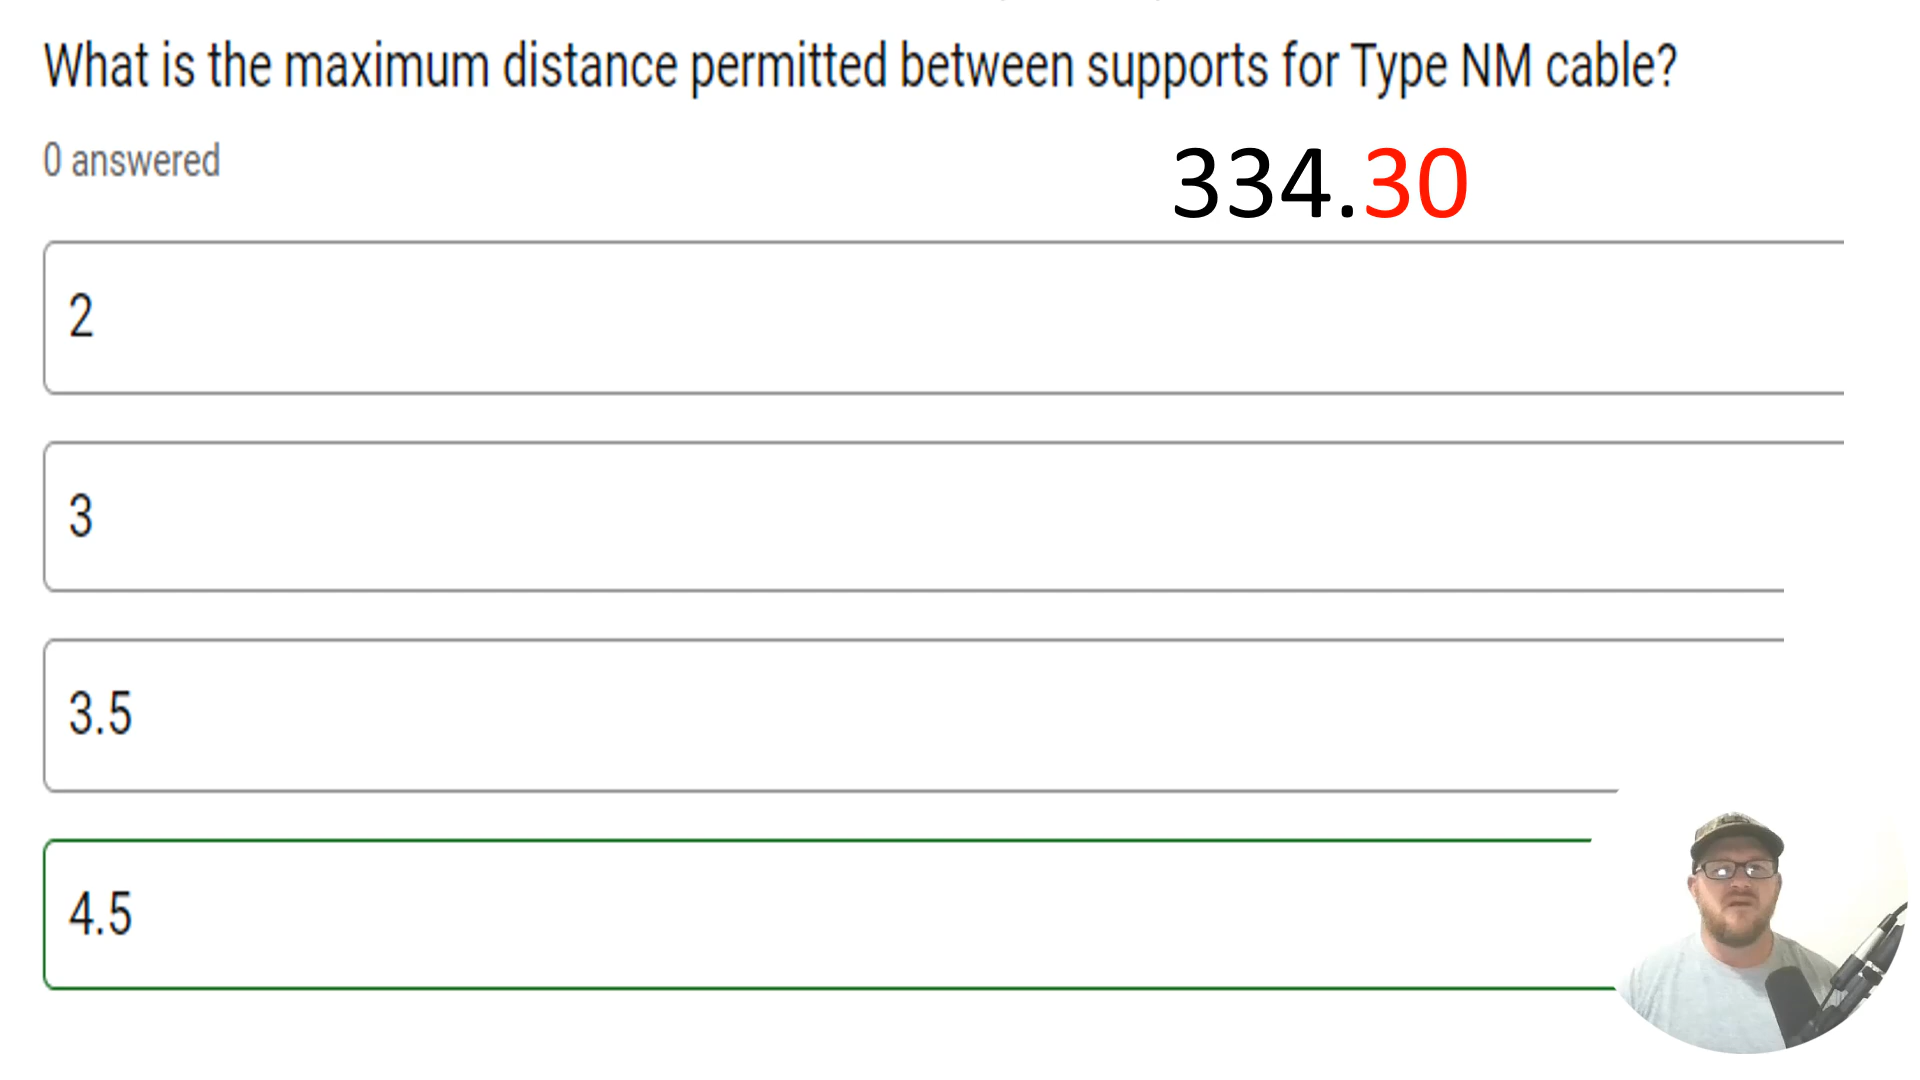 What is the maximum distance permitted between supports for Type NM cable?
0 answered
334.30
2
3
3.5
4.5